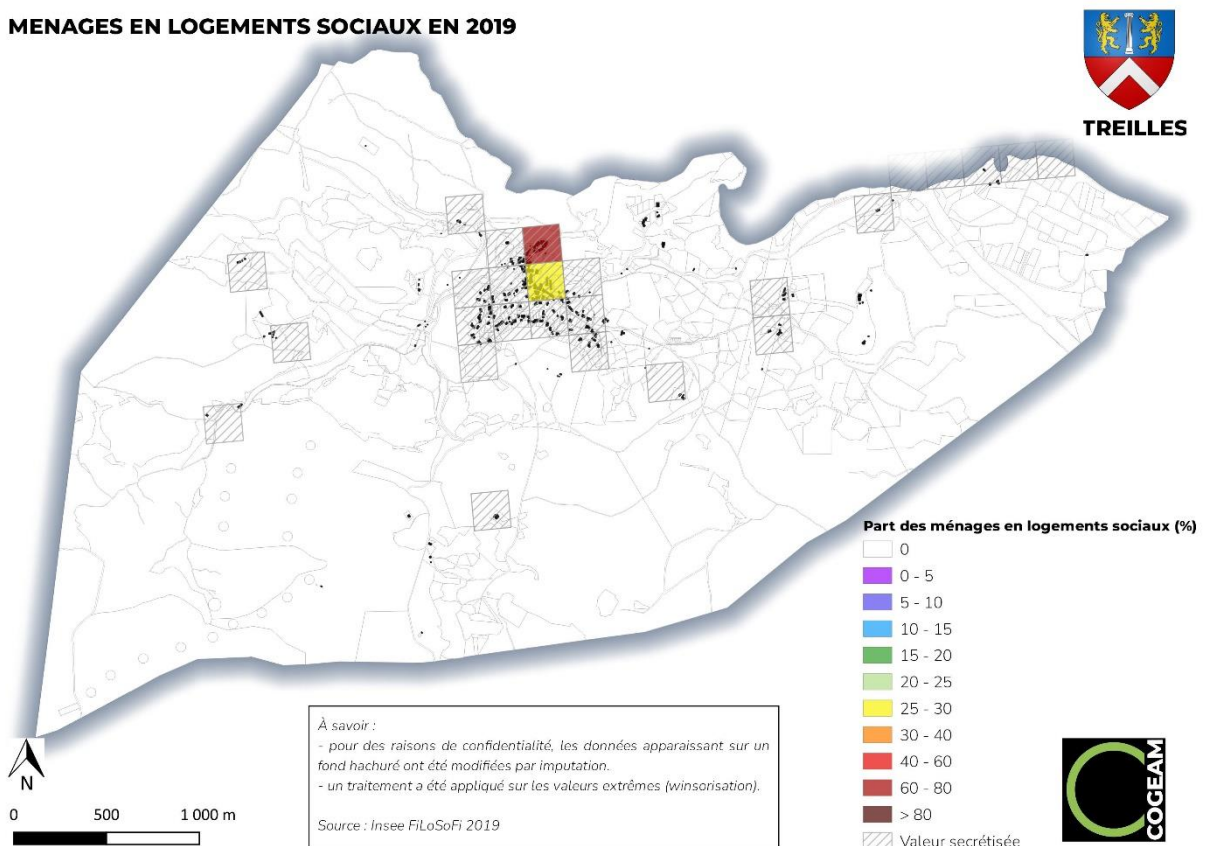 MENAGES EN LOGEMENTS SOCIAUX EN 2019
TREILLES
Part des ménages en logements sociaux (%)
0
0 - 5
5 - 10
10 - 15
15 - 20
20 - 25
25 - 30
30 - 40
40 - 60
60 - 80
> 80
Valeur secrétisée
À savoir :
- pour des raisons de confidentialité, les données apparaissant sur un
fond hachuré ont été modifiées par imputation.
- un traitement a été appliqué sur les valeurs extrêmes (winsorisation).
Source : Insee FiLoSoFi 2019
N
0 500 1 000 m
COGEAM